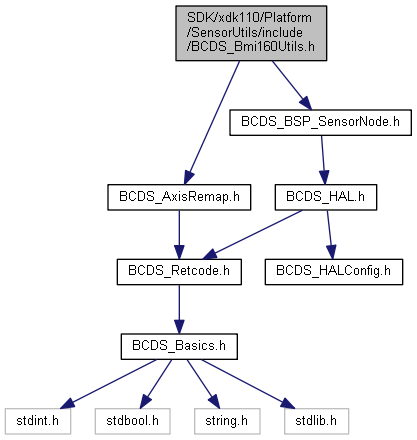 SDK/xdk110/Platform
/SensorUtils/include
/BCDS_Bmi160Utils.h
BCDS_BSP_SensorNode.h
BCDS_AxisRemap.h
BCDS_HAL.h
BCDS_Retcode.h
BCDS_HALConfig.h
BCDS_Basics.h
stdint.h
stdbool.h
string.h
stdlib.h